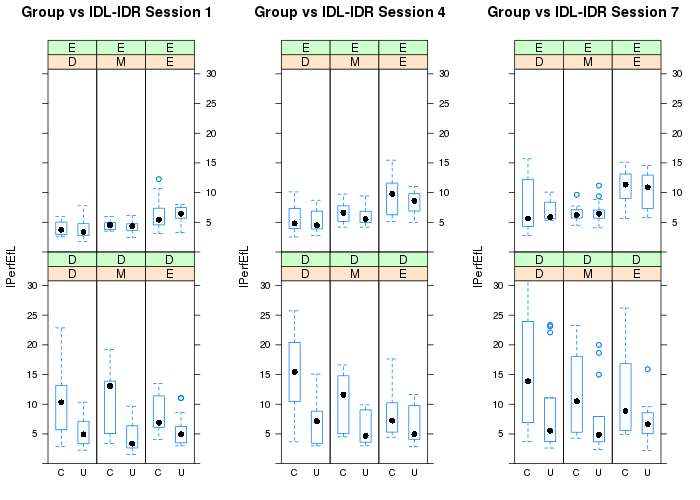 Group vs IDL-IDR Session 1 Group vs IDL-IDR Session 4 Group vs IDL-IDR Session 7
E E E E E E E E E
D M E D M E D M E
30 30 30
25 25 25
20 20 20
15 15 15
10 10 10
5 5 5
IPerfEfL IPerfEfL IPerfEfL
D D D D D D D D D
D M E D M E D M E
30 30 30
25 25 25
20 20 20
15 15 15
10 10 10
5 5 5
C U C U C U C U C U C U C U C U C U